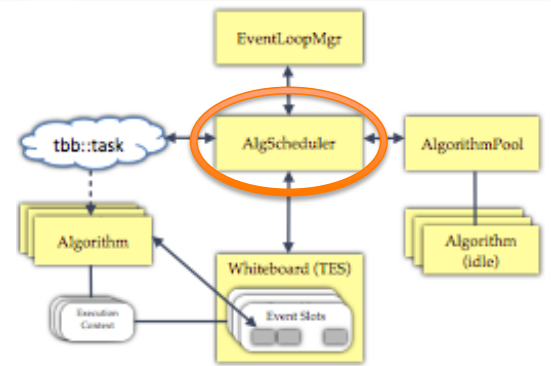 EventLoopMgr
tbb::task
AlgScheduler
AlgorithmPool
Algorithm
Algorithm
(idle)
Whiteboard (TES)
Event Slots
Execution
Context